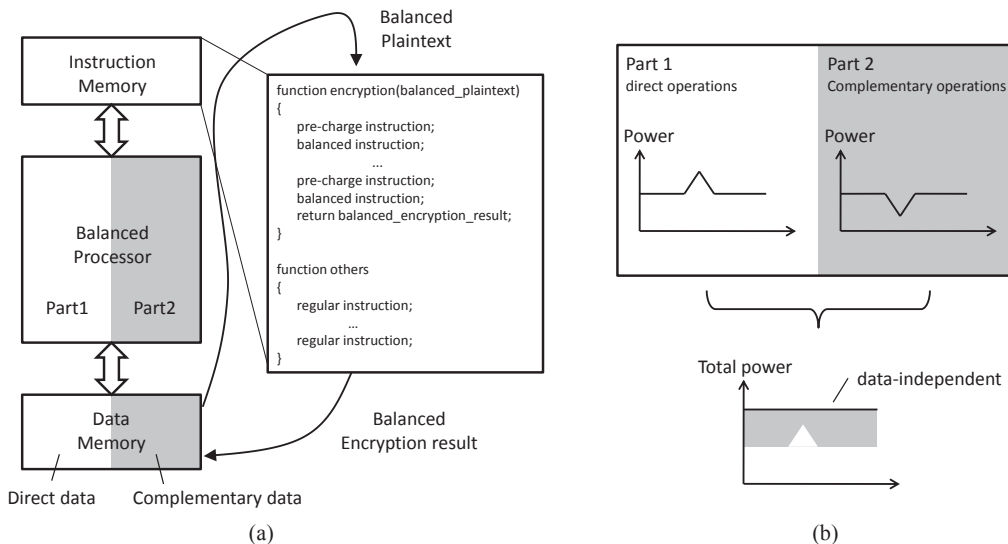 Balanced
Plaintext
Instruction
Memory
function encryption(balanced_plaintext)
{
pre-charge instruction;
balanced instruction;
...
pre-charge instruction;
balanced instruction;
return balanced_encryption_result;
}
function others
{
regular instruction;
...
regular instruction;
}
Balanced
Processor
Part1
Part2
Data
Memory
Balanced
Encryption result
Direct data
Complementary data
(a)
Part 1
direct operations
Power
Part 2
Complementary operations
Power
Total power
data-independent
(b)